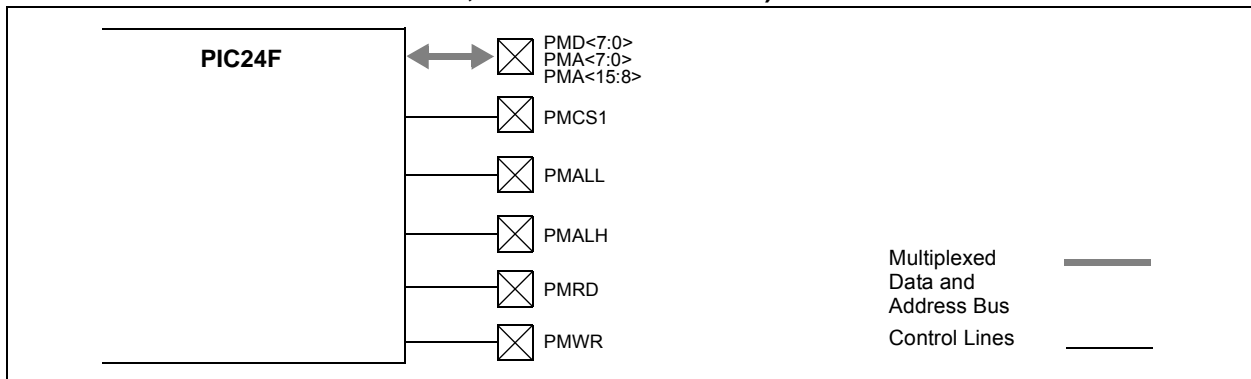 PIC24F
PMD<7:0>
PMA<7:0>
PMA<15:8>
PMCS1
PMALL
PMALH
PMRD
PMWR
Multiplexed
Data and
Address Bus
Control Lines